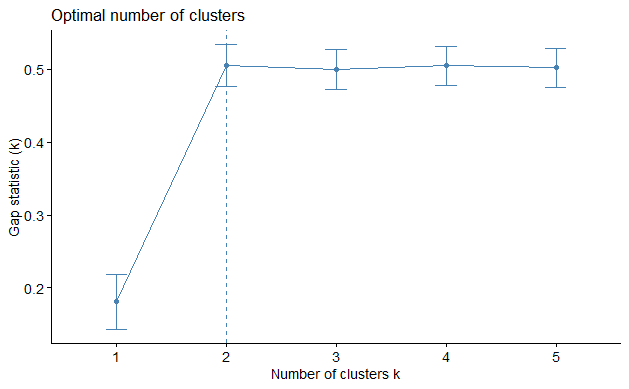 Optimal number of clusters
Gap statistic (k)
0.5
0.4
0.3
0.2
1 2 3 4 5
Number of clusters k